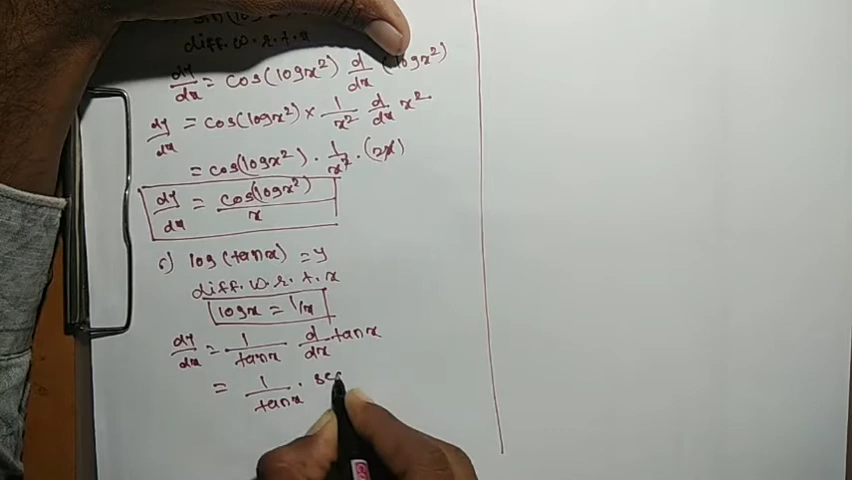 diff. w. r. t. x
dy/dx = cos(logx²) d/dx (logx²)
dy/dx = cos(logx²) × 1/x² d/dx x²
= cos(logx²) · 1/x² · (2x)
dy/dx = cos(logx²)/x
c) log(tanx) = y
diff. w. r. t. x
logx = 1/x
dy/dx = 1/tanx d/dx tanx
= 1/tanx · sec